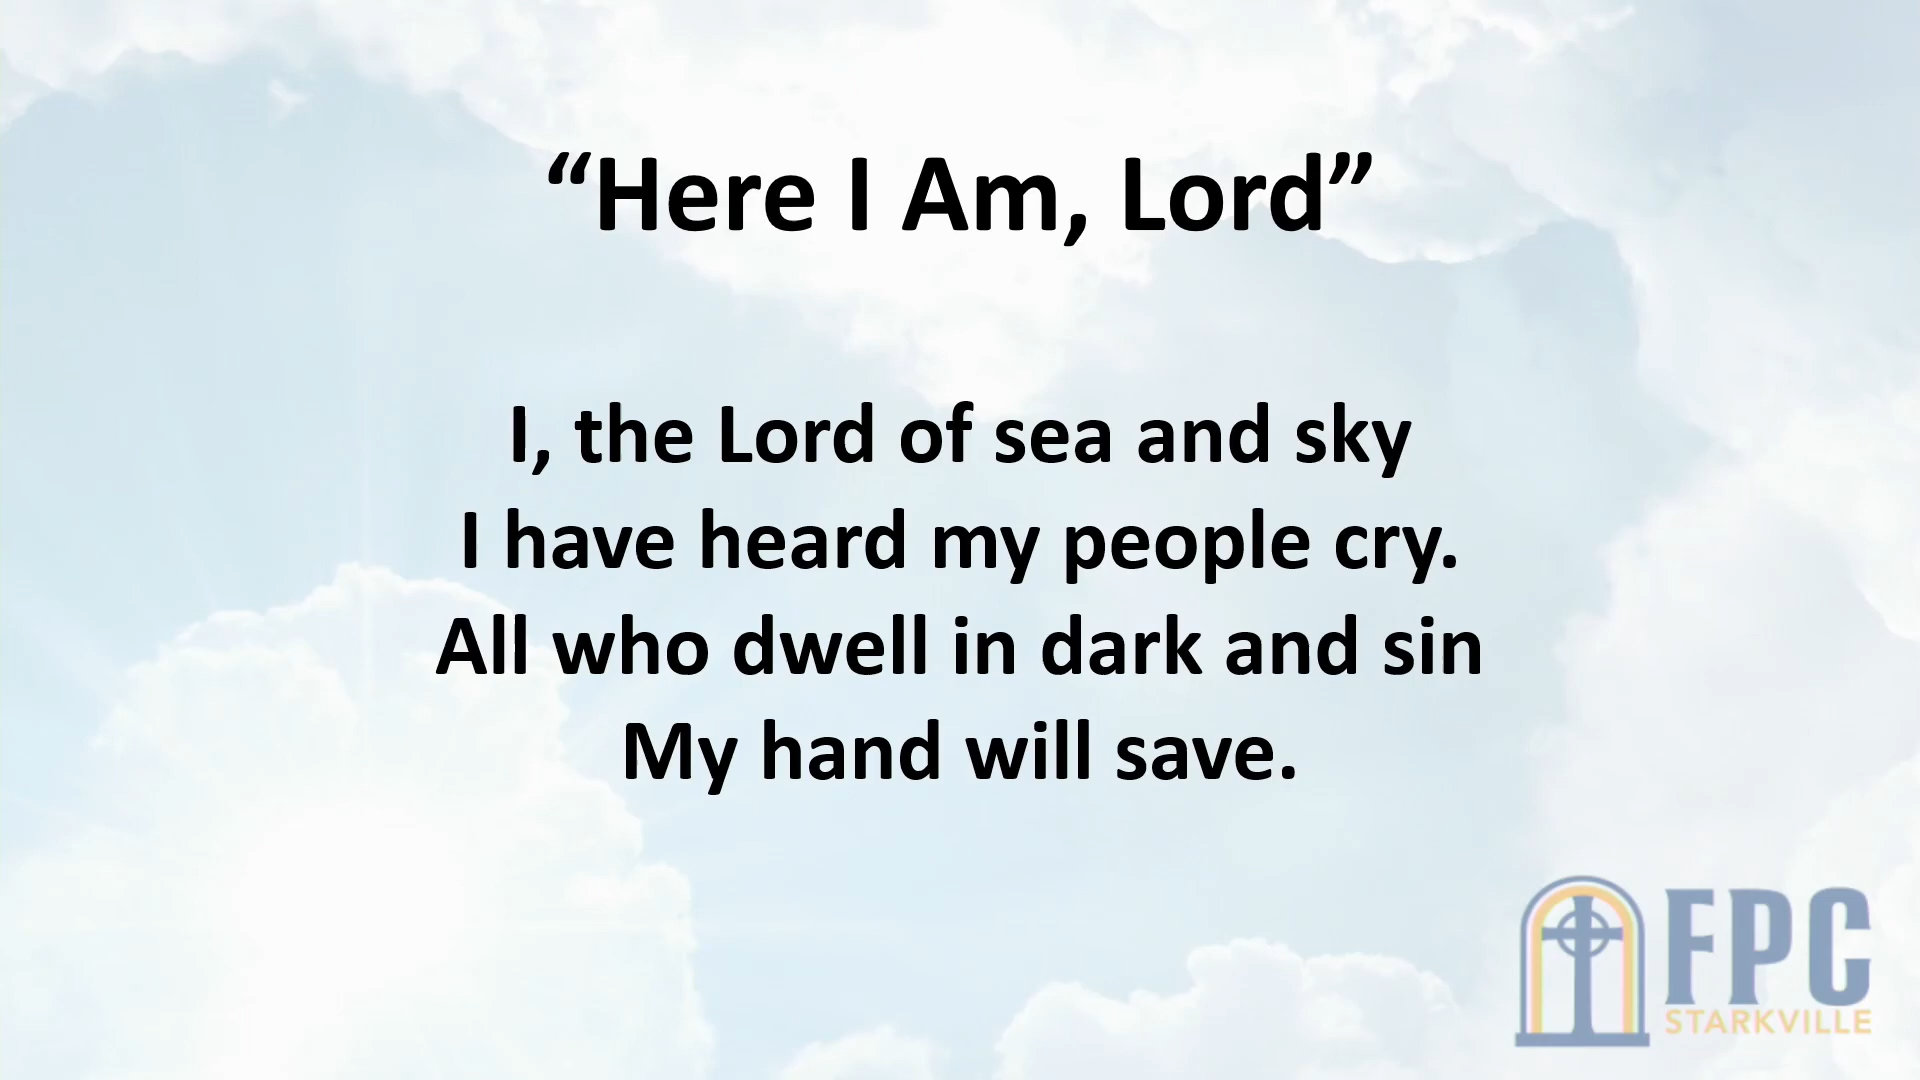 “Here I Am, Lord”
I, the Lord of sea and sky
I have heard my people cry.
All who dwell in dark and sin
My hand will save.
FPC
STARKVILLE